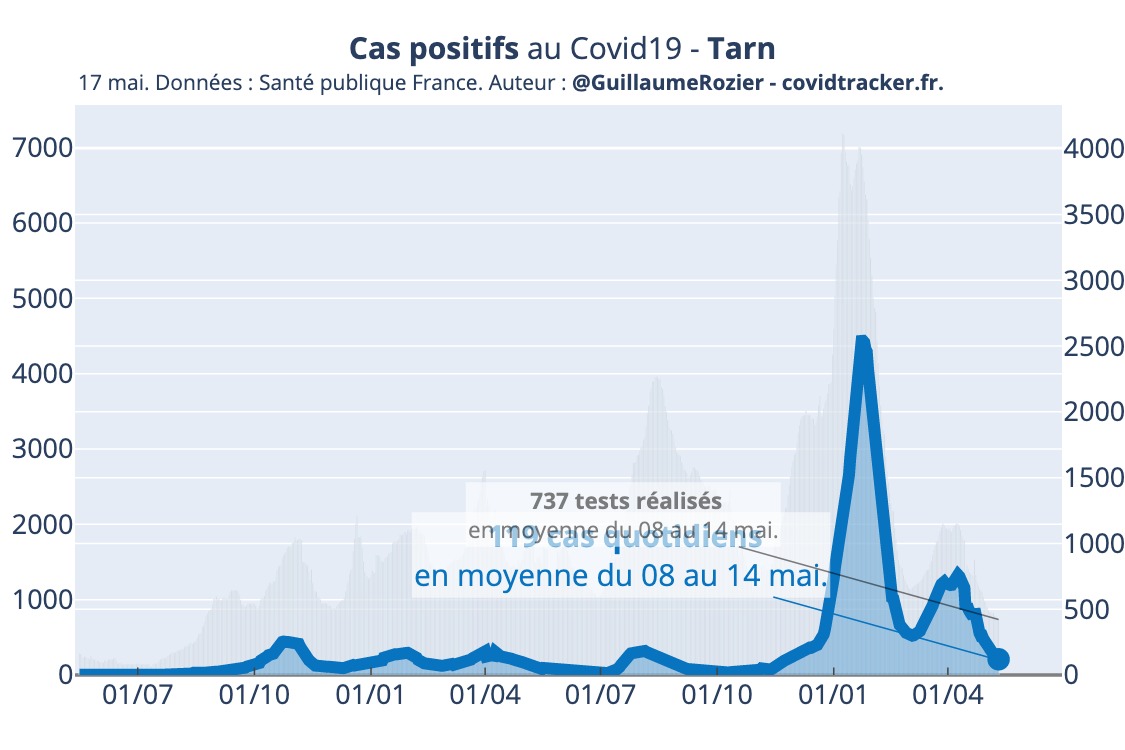 Cas positifs au Covid19 - Tarn
17 mai. Données : Santé publique France. Auteur : @GuillaumeRozier - covidtracker.fr.
7000
6000
5000
4000
3000
2000
1000
0
4000
3500
3000
2500
2000
1500
1000
500
0
737 tests réalisés
en moyenne du 08 au 14 mai.
119 cas quotidiens
en moyenne du 08 au 14 mai.
01/07 01/10 01/01 01/04 01/07 01/10 01/01 01/04